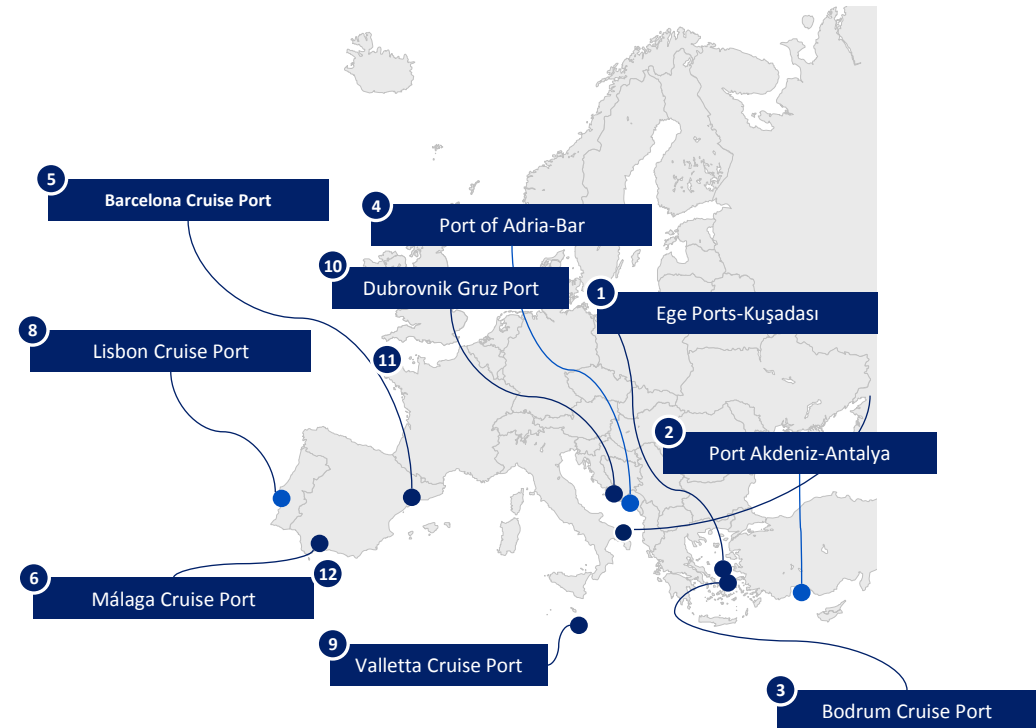 5
Barcelona Cruise Port
4
Port of Adria-Bar
10
Dubrovnik Gruz Port
1
Ege Ports-Kuşadası
8
Lisbon Cruise Port
11
2
Port Akdeniz-Antalya
6
Málaga Cruise Port
12
9
Valletta Cruise Port
3
Bodrum Cruise Port